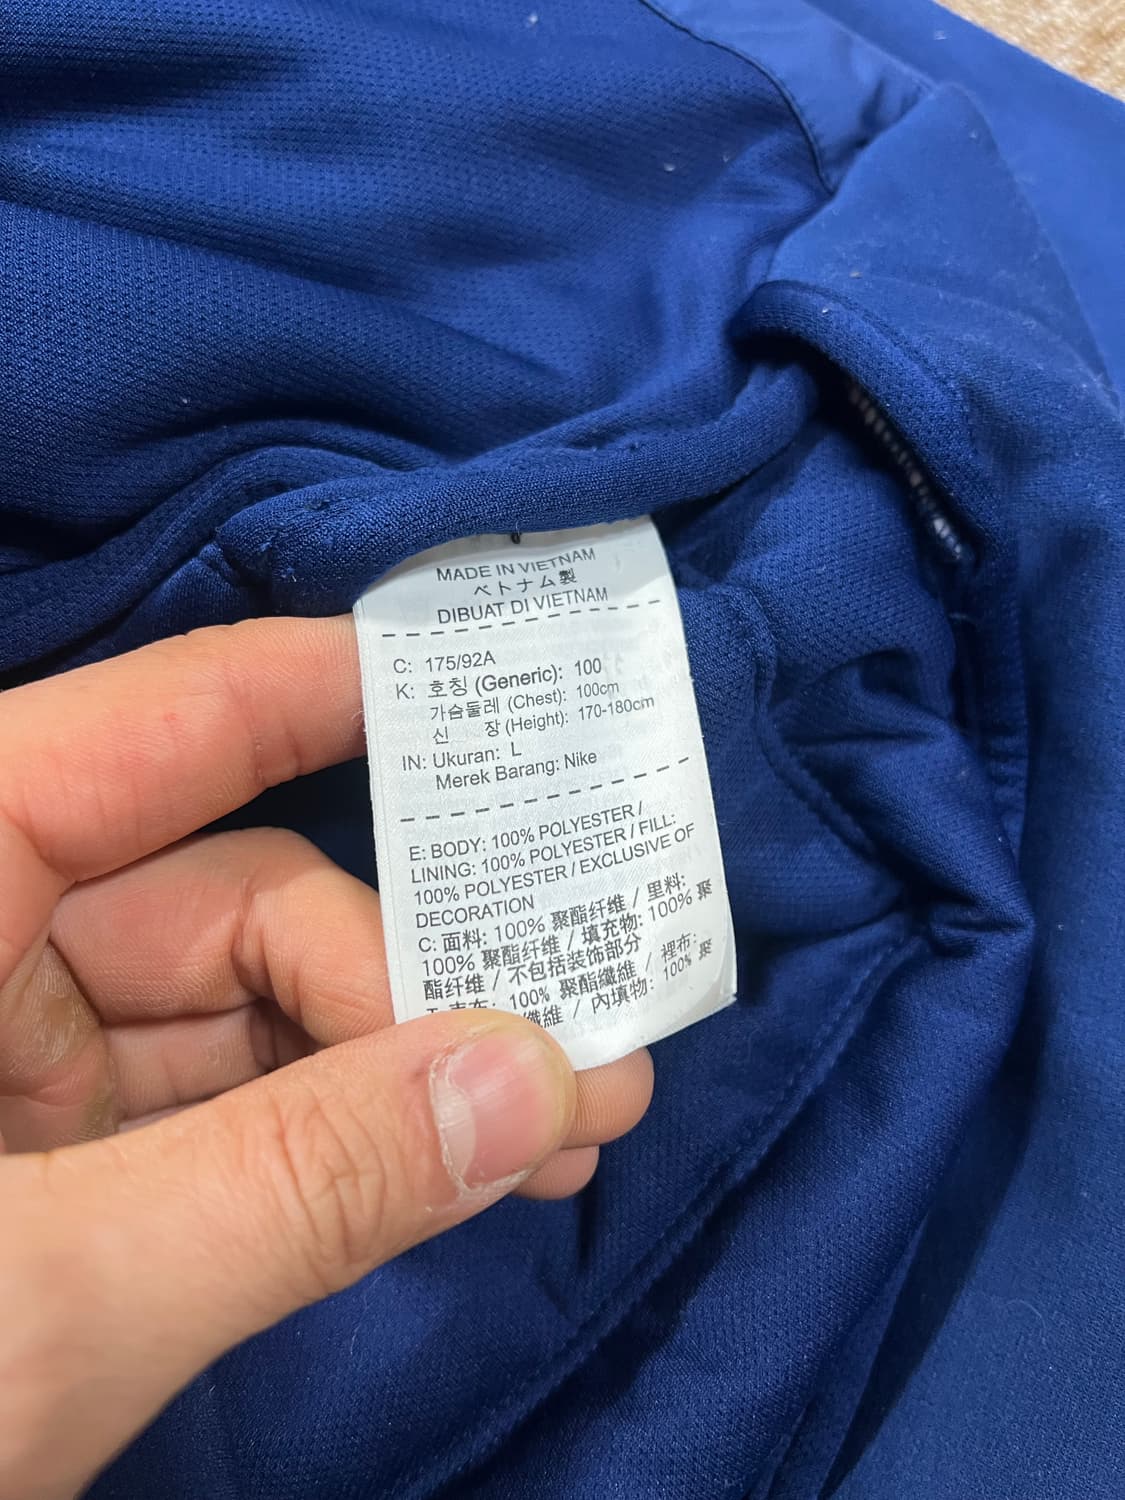 MADE IN VIETNAM
ベトナム製
DIBUAT DI VIETNAM
C: 175/92A
K: 호칭 (Generic): 100
가슴둘레 (Chest): 100cm
신 장 (Height): 170-180cm
IN: Ukuran: L
Merek Barang: Nike
E: BODY: 100% POLYESTER /
LINING: 100% POLYESTER / FILL:
100% POLYESTER / EXCLUSIVE OF
DECORATION
C: 面料: 100% 聚酯纤维 / 里料:
100% 聚酯纤维 / 填充物: 100% 聚
酯纤维 / 不包括装饰部分
100% 聚酯纖維 / 裡布:
纖維 / 內填物: 100% 聚